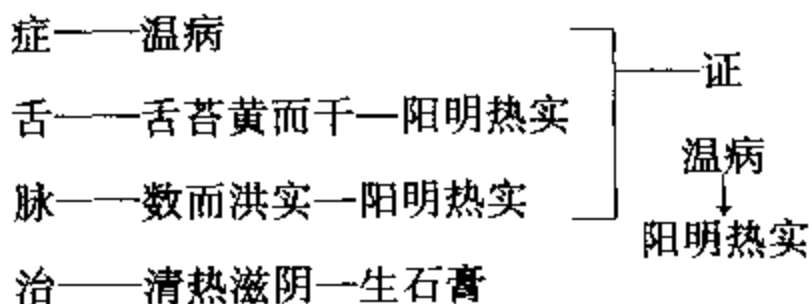 症——温病
舌——舌苔黄而干—阳明热实
脉——数而洪实—阳明热实
治——清热滋阴—生石膏
——证
温病
↓
阳明热实